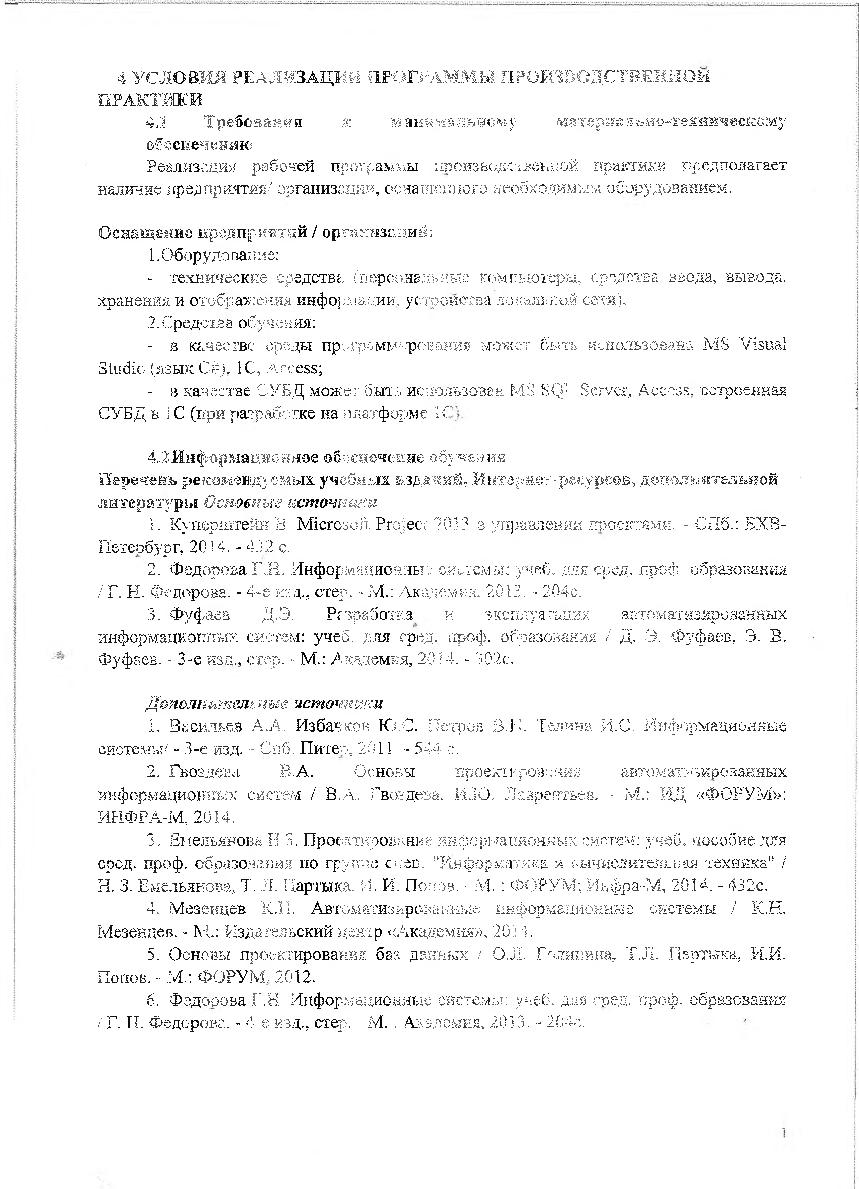 4 УСЛОВИЯ РЕАЛИЗАЦИИ ПРОГРАММЫ ПРОИЗВОДСТВЕННОЙ
ПРАКТИКИ
4.1 Требования к минимальному материально-техническому
обеспечению
Реализация рабочей программы производственной практики предполагает
наличие предприятия/ организации, оснащенного необходимым оборудованием.
Оснащение предприятий / организаций:
1.Оборудование:
- технические средства (персональные компьютеры, средства ввода, вывода,
хранения и отображения информации, устройства локальной сети).
2.Средства обучения:
- в качестве среды программирования может быть использована MS Visual
Studio (язык C#), 1С, Access;
- в качестве СУБД может быть использован MS SQL Server, Access, встроенная
СУБД в 1С (при разработке на платформе 1С).
4.2Информационное обеспечение обучения
Перечень рекомендуемых учебных изданий, Интернет-ресурсов, дополнительной
литературы Основные источники
1. Куперштейн В. Microsoft Project 2013 в управлении проектами. - СПб.: БХВ-
Петербург, 2014. - 432 с.
2. Федорова Г.Н. Информационные системы: учеб. для сред. проф. образования
/ Г. Н. Федорова. - 4-е изд., стер. - М.: Академия, 2013. - 204с.
3. Фуфаев Д.Э. Разработка и эксплуатация автоматизированных
информационных систем: учеб. для сред. проф. образования / Д. Э. Фуфаев, Э. В.
Фуфаев. - 3-е изд., стер. - М.: Академия, 2014. - 302с.
Дополнительные источники
1. Васильев А.А. Избачков Ю.С. Петров В.Н. Телина И.С. Информационные
системы/ - 3-е изд. - Спб. Питер, 2011 - 544 с.
2. Гвоздева В.А. Основы проектирования автоматизированных
информационных систем / В.А. Гвоздева, И.Ю. Лаврентьева. - М.: ИД «ФОРУМ»:
ИНФРА-М, 2014.
3. Емельянова Н.З. Проектирование информационных систем: учеб. пособие для
сред. проф. образования по группе спец. "Информатика и вычислительная техника" /
Н. З. Емельянова, Т. Л. Партыка, И. И. Попов. - М. : ФОРУМ; Инфра-М, 2014. - 432с.
4. Мезенцев К.Н. Автоматизированные информационные системы / К.Н.
Мезенцев. - М.: Издательский центр «Академия», 2014.
5. Основы проектирования баз данных / О.Л. Голицина, Т.Л. Партыка, И.И.
Попов. - М.: ФОРУМ, 2012.
6. Федорова Г.Н. Информационные системы: учеб. для сред. проф. образования
/ Г. Н. Федорова. - 4-е изд., стер. - М. : Академия, 2013. - 204с.
1